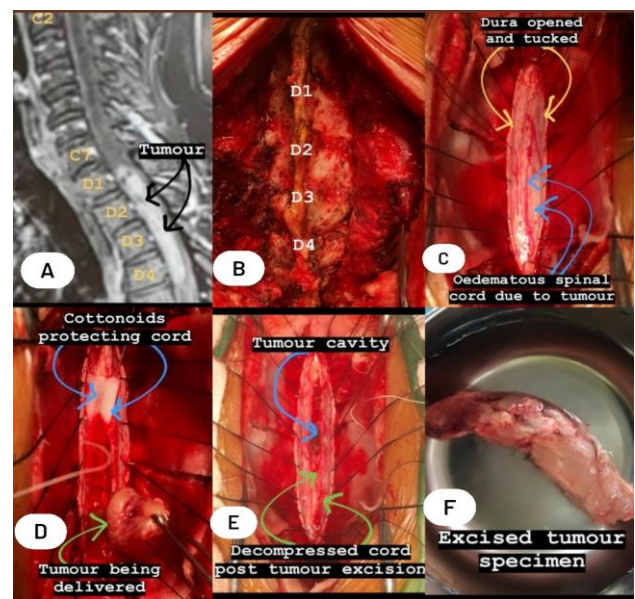 C2
C7
D1
D2
D3
D4
Tumour
A
D1
D2
D3
D4
B
Dura opened
and tucked
Oedematous spinal
cord due to tumour
C
Cottonoids
protecting cord
Tumour being
delivered
D
Tumour cavity
Decompressed cord
post tumour excision
E
Excised tumour
specimen
F